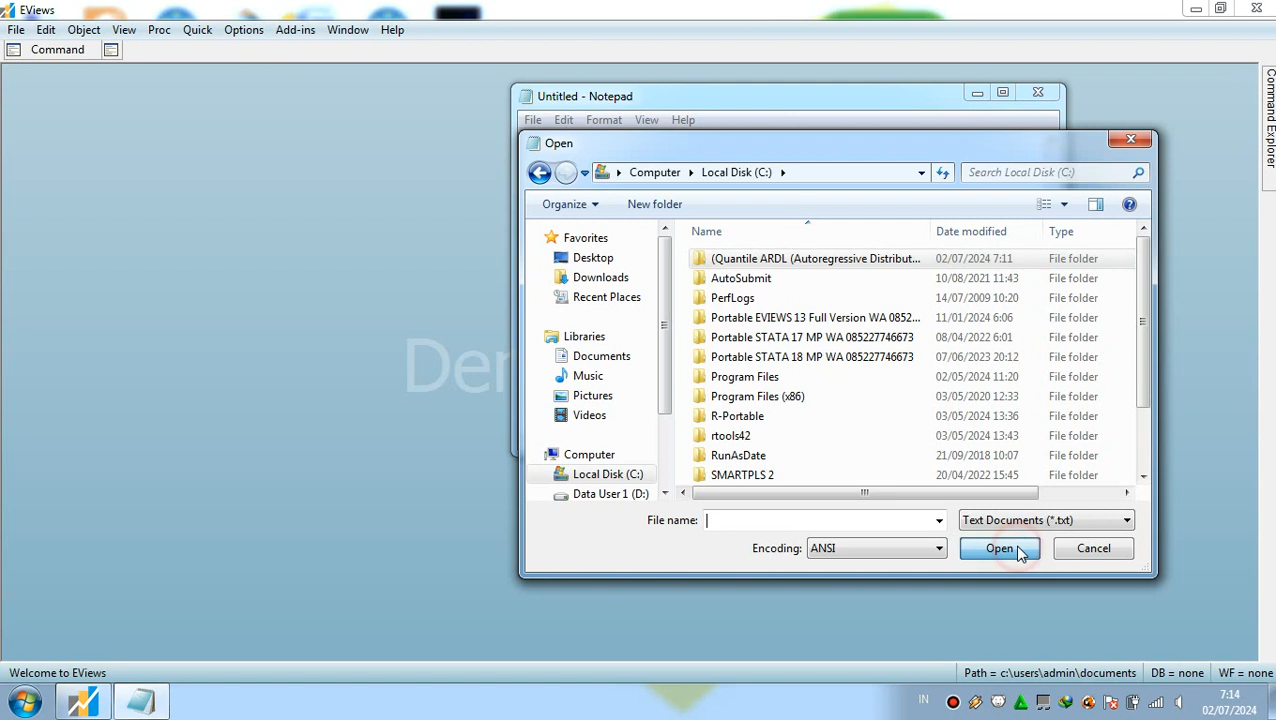 EViews
File Edit Object View Proc Quick Options Add-ins Window Help
Command
Command Explorer
Untitled - Notepad
File Edit Format View Help
Open
Computer Local Disk (C:) Search Local Disk (C:)
Organize New folder
Name Date modified Type
Favorites
Desktop
Downloads
Recent Places
Libraries
Documents
Music
Pictures
Videos
Computer
Local Disk (C:)
Data User 1 (D:)
(Quantile ARDL (Autoregressive Distribut... 02/07/2024 7:11 File folder
AutoSubmit 10/08/2021 11:43 File folder
PerfLogs 14/07/2009 10:20 File folder
Portable EVIEWS 13 Full Version WA 0852... 11/01/2024 6:06 File folder
Portable STATA 17 MP WA 085227746673 08/04/2022 6:01 File folder
Portable STATA 18 MP WA 085227746673 07/06/2023 20:12 File folder
Program Files 02/05/2024 11:20 File folder
Program Files (x86) 03/05/2020 12:33 File folder
R-Portable 03/05/2024 13:36 File folder
rtools42 03/05/2024 13:43 File folder
RunAsDate 21/09/2018 10:07 File folder
SMARTPLS 2 20/04/2022 15:45 File folder
File name: Text Documents (*.txt)
Encoding: ANSI Open Cancel
Welcome to EViews Path = c:\users\admin\documents DB = none WF = none
IN 7:14
02/07/2024